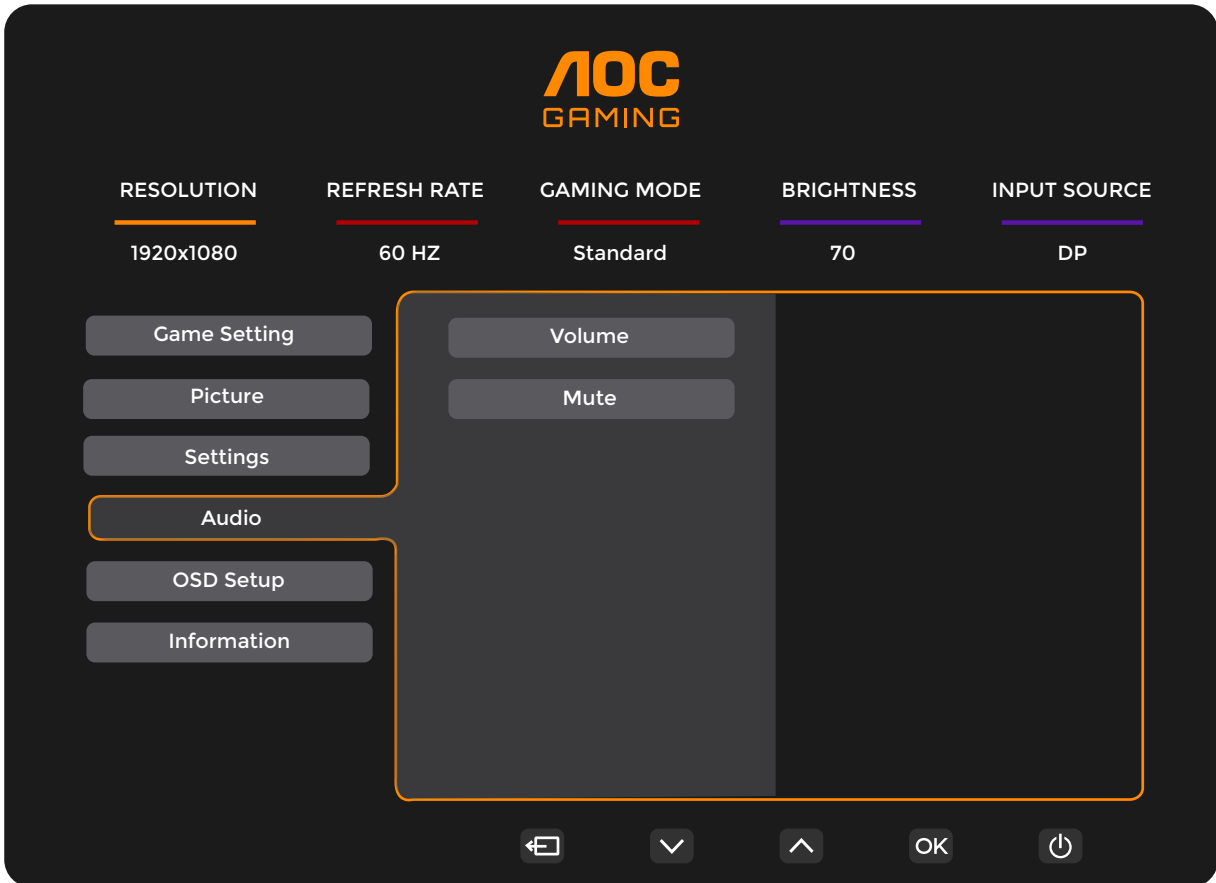 AOC
GAMING
RESOLUTION REFRESH RATE GAMING MODE BRIGHTNESS INPUT SOURCE
1920x1080 60 HZ Standard 70 DP
Game Setting Volume
Picture Mute
Settings
Audio
OSD Setup
Information
OK